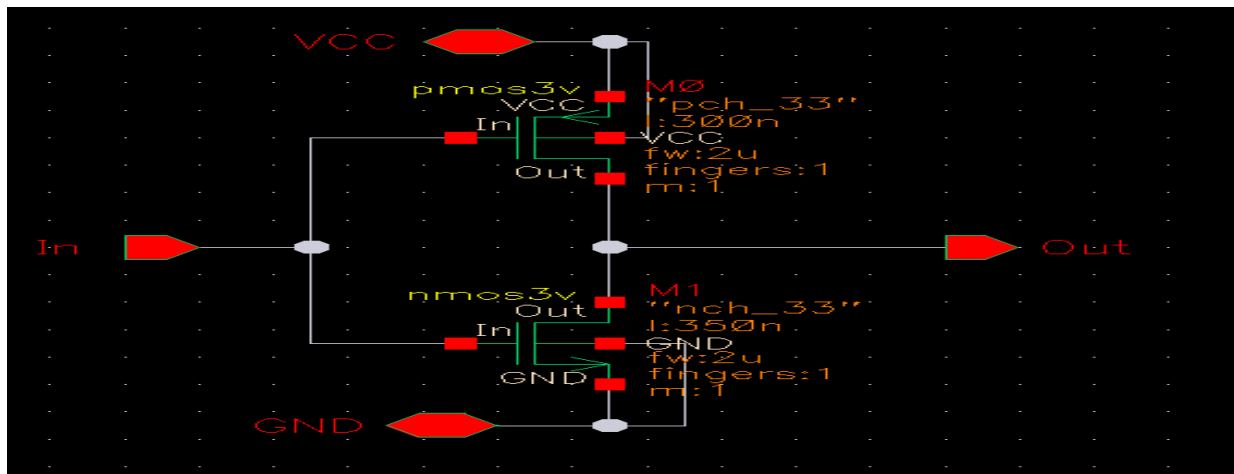 VCC
pmos3v
M0
VCC
"pch_33"
In
l:300n
VCC
fw:2u
Out
fingers:1
m:1
In
Out
nmos3v
M1
Out
"nch_33"
In
l:350n
GND
fw:2u
GND
fingers:1
m:1
GND